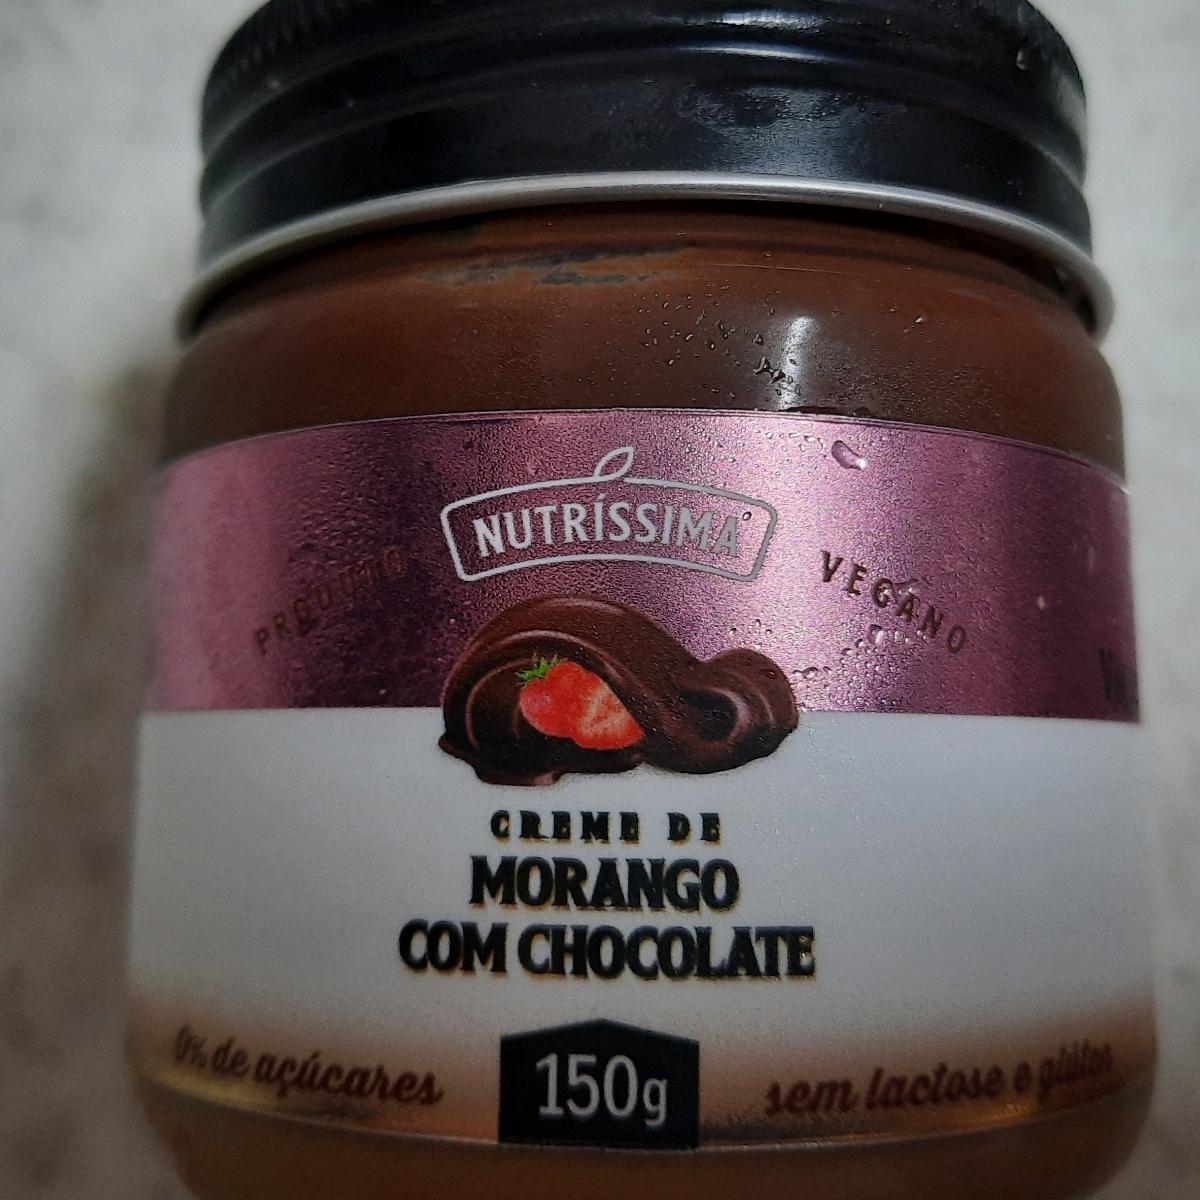 NUTRÍSSIMA
PRODUTO VEGANO
CREME DE
MORANGO
COM CHOCOLATE
0% de açúcares
150g
sem lactose e glúten